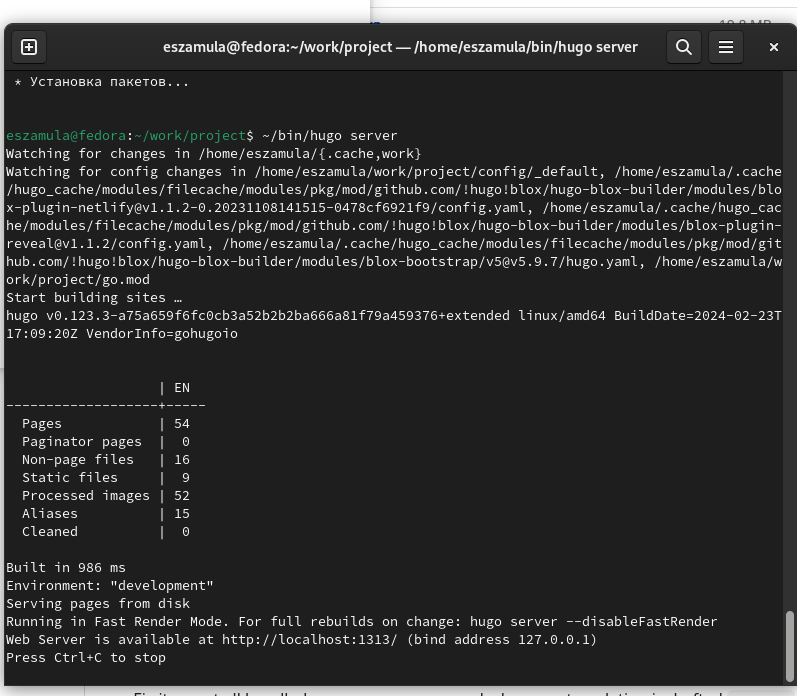 eszamula@fedora:~/work/project — /home/eszamula/bin/hugo server
* Установка пакетов...
eszamula@fedora:~/work/project$ ~/bin/hugo server
Watching for changes in /home/eszamula/{.cache,work}
Watching for config changes in /home/eszamula/work/project/config/_default, /home/eszamula/.cache
/hugo_cache/modules/filecache/modules/pkg/mod/github.com/!hugo!blox/hugo-blox-builder/modules/blo
x-plugin-netlify@v1.1.2-0.20231108141515-0478cf6921f9/config.yaml, /home/eszamula/.cache/hugo_cac
he/modules/filecache/modules/pkg/mod/github.com/!hugo!blox/hugo-blox-builder/modules/blox-plugin-
reveal@v1.1.2/config.yaml, /home/eszamula/.cache/hugo_cache/modules/filecache/modules/pkg/mod/git
hub.com/!hugo!blox/hugo-blox-builder/modules/blox-bootstrap/v5@v5.9.7/hugo.yaml, /home/eszamula/w
ork/project/go.mod
Start building sites …
hugo v0.123.3-a75a659f6fc0cb3a52b2b2ba666a81f79a459376+extended linux/amd64 BuildDate=2024-02-23T
17:09:20Z VendorInfo=gohugoio
| EN
-------------------+-----
Pages | 54
Paginator pages | 0
Non-page files | 16
Static files | 9
Processed images | 52
Aliases | 15
Cleaned | 0
Built in 986 ms
Environment: "development"
Serving pages from disk
Running in Fast Render Mode. For full rebuilds on change: hugo server --disableFastRender
Web Server is available at http://localhost:1313/ (bind address 127.0.0.1)
Press Ctrl+C to stop